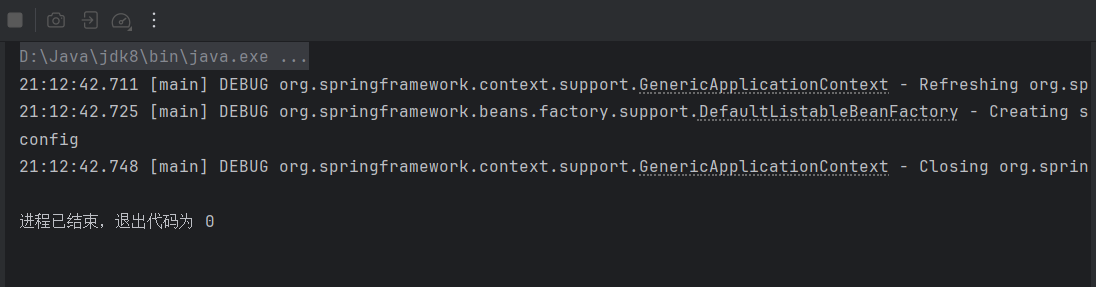 D:\Java\jdk8\bin\java.exe ...
21:12:42.711 [main] DEBUG org.springframework.context.support.GenericApplicationContext - Refreshing org.sp
21:12:42.725 [main] DEBUG org.springframework.beans.factory.support.DefaultListableBeanFactory - Creating s
config
21:12:42.748 [main] DEBUG org.springframework.context.support.GenericApplicationContext - Closing org.sprin
进程已结束，退出代码为 0